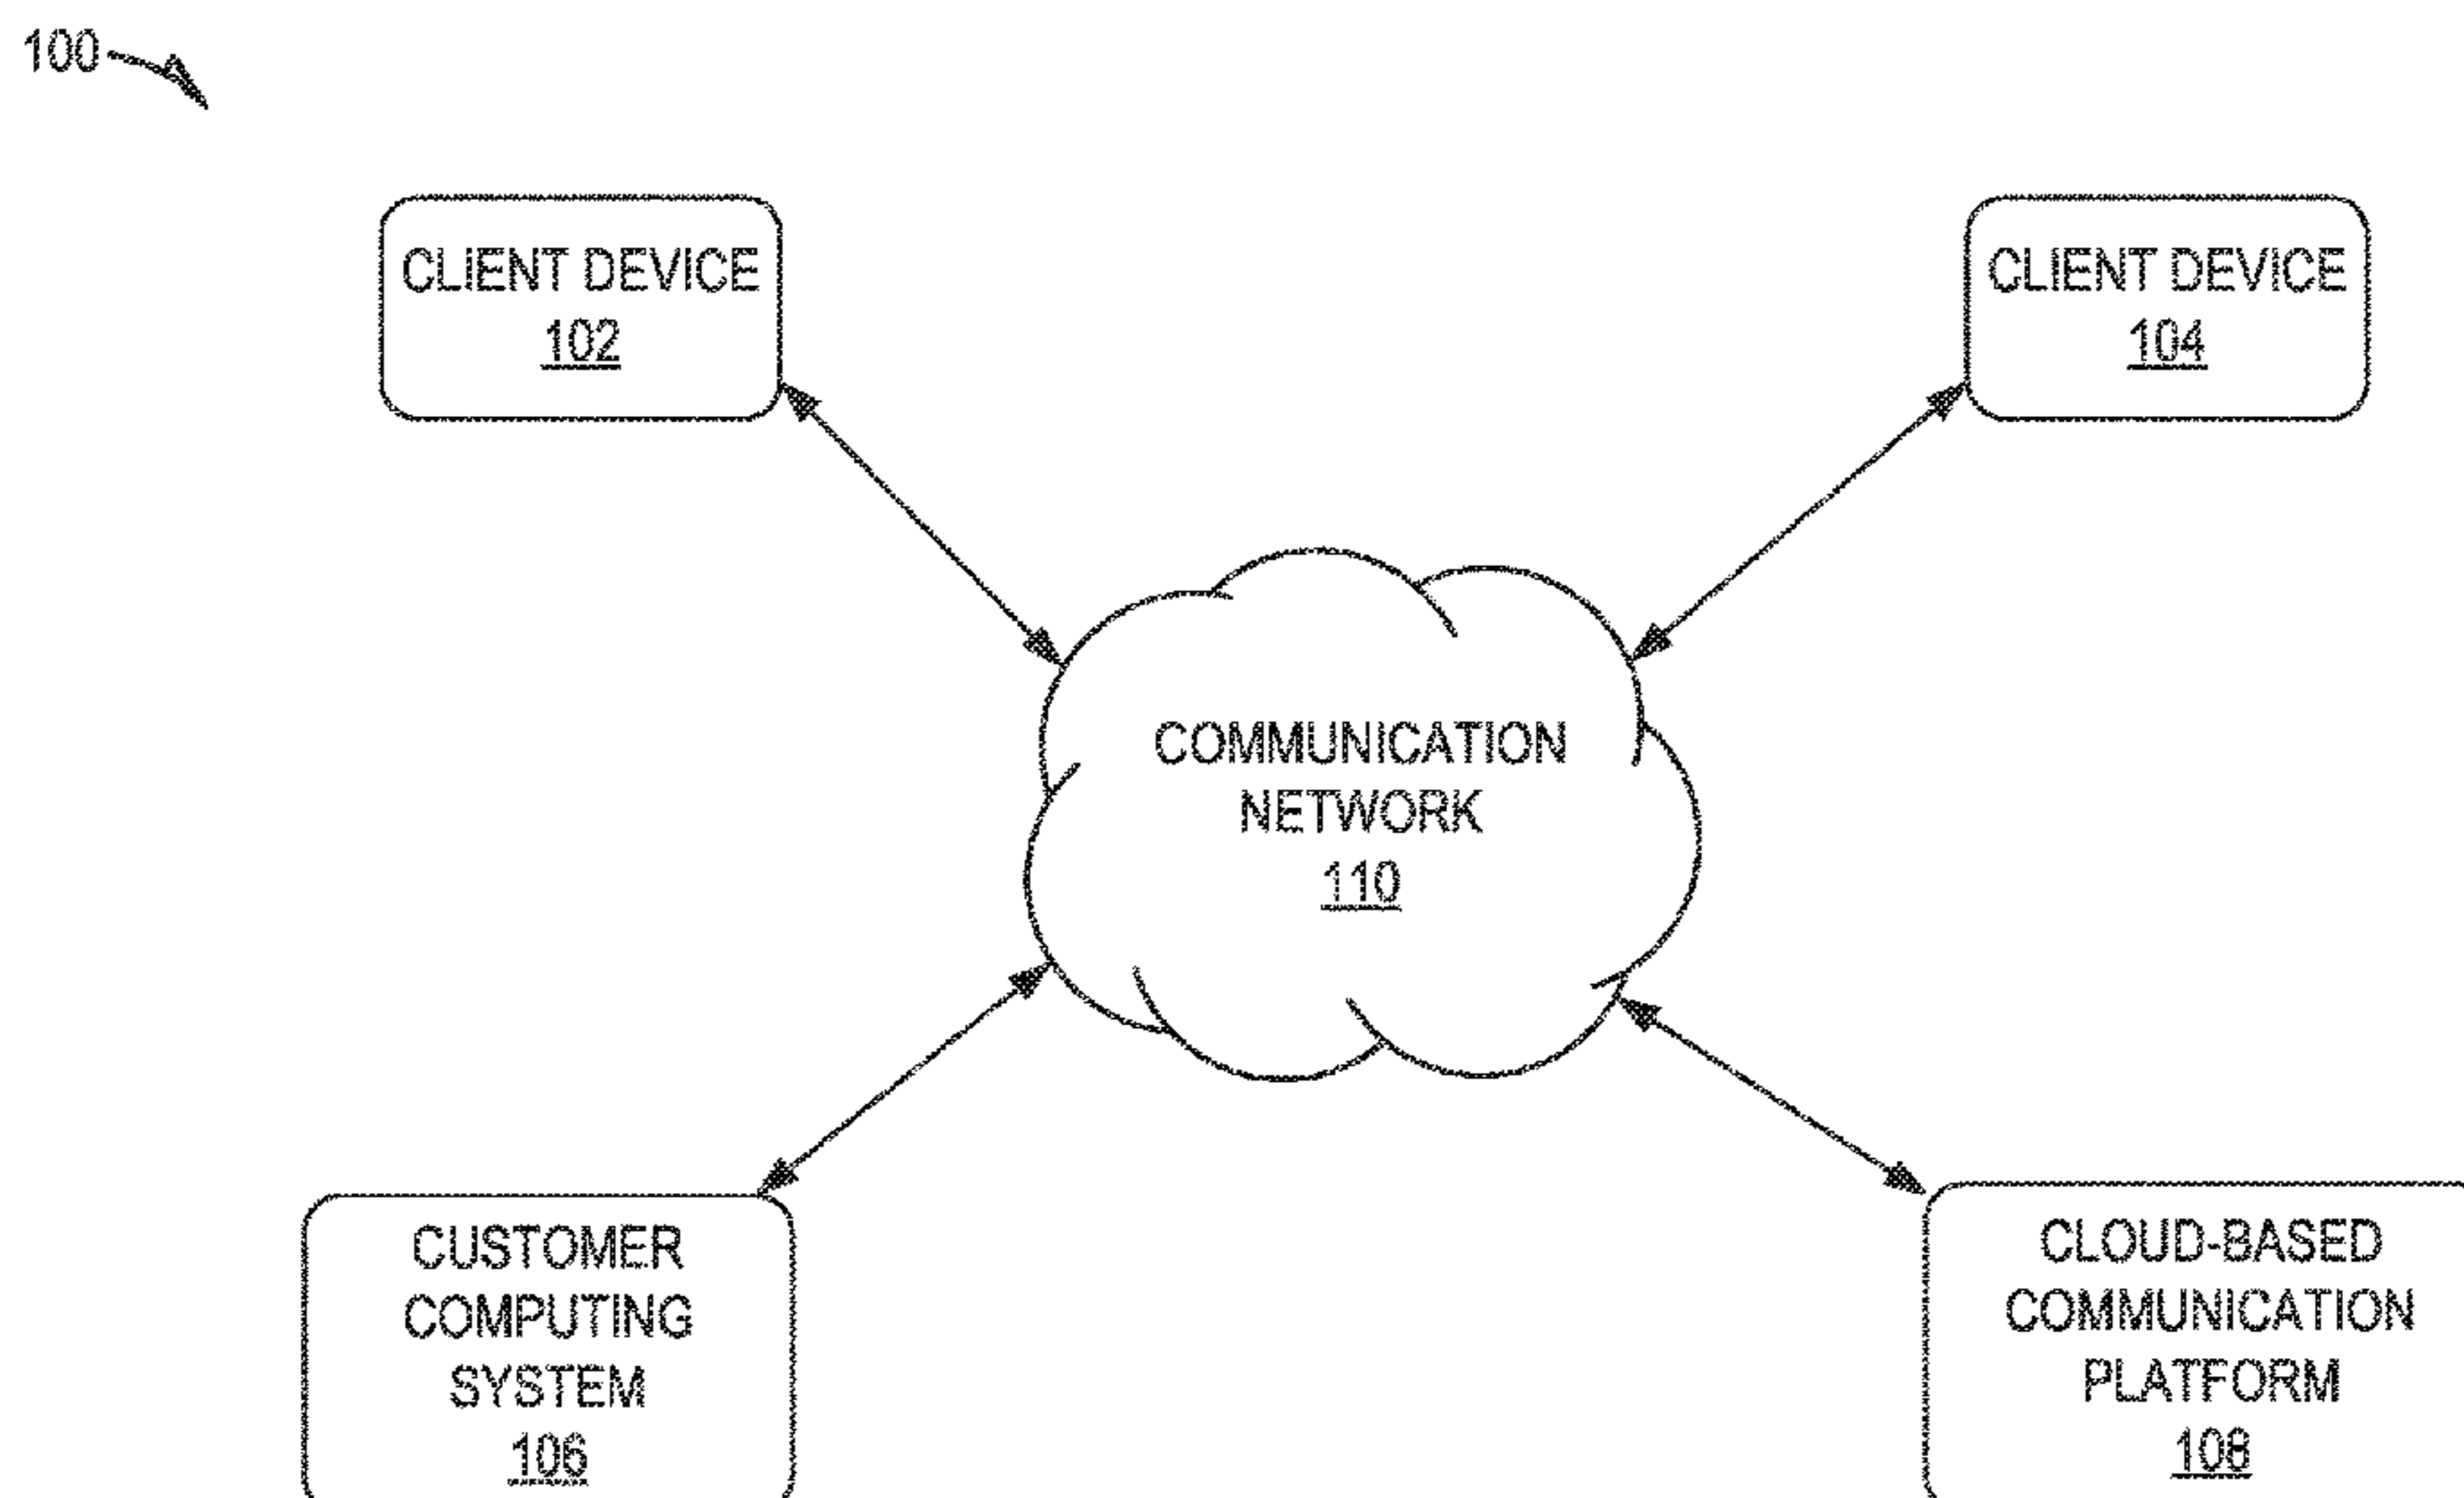 100
CLIENT DEVICE
102
CLIENT DEVICE
104
COMMUNICATION
NETWORK
110
CUSTOMER
COMPUTING
SYSTEM
106
CLOUD-BASED
COMMUNICATION
PLATFORM
108